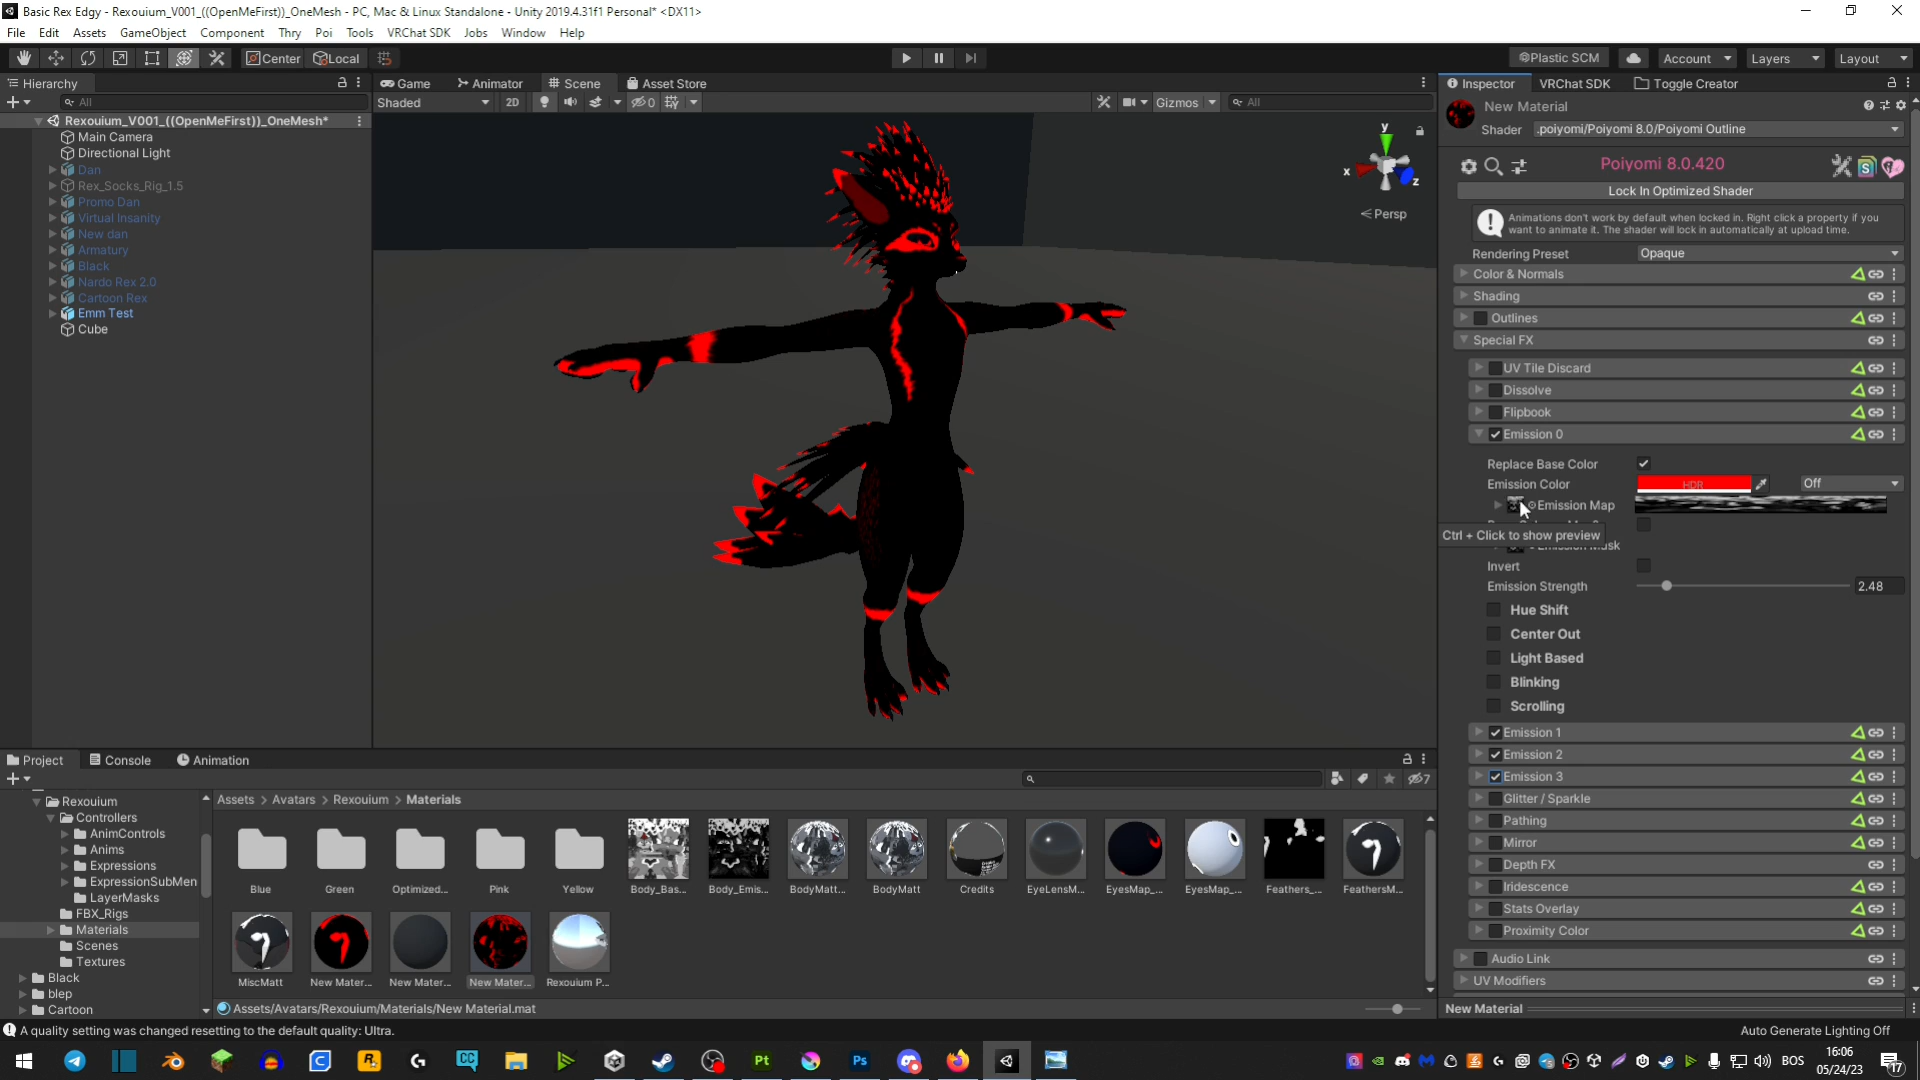 Basic Rex Edgy - Rexouium_V001_((OpenMeFirst))_OneMesh - PC, Mac & Linux Standalone - Unity 2019.4.31f1 Personal* <DX11>
File Edit Assets GameObject Component Thry Poi Tools VRChat SDK Jobs Window Help
Center Local Plastic SCM Account Layers Layout
Hierarchy Game Animator Scene Asset Store Inspector VRChat SDK Toggle Creator
All Shaded 2D 0 Gizmos All
New Material
Shader .poiyomi/Poiyomi 8.0/Poiyomi Outline
Rexouium_V001_((OpenMeFirst))_OneMesh*
Main Camera
Directional Light
Dan
Rex_Socks_Rig_1.5
Promo Dan
Virtual Insanity
New dan
Armatury
Black
Nardo Rex 2.0
Cartoon Rex
Emm Test
Cube
y
x
z
Persp
Poiyomi 8.0.420
Lock In Optimized Shader
Animations don't work by default when locked in. Right click a property if you
want to animate it. The shader will lock in automatically at upload time.
Rendering Preset Opaque
Color & Normals
Shading
Outlines
Special FX
UV Tile Discard
Dissolve
Flipbook
Emission 0
Replace Base Color
Emission Color HDR Off
Emission Map
Ctrl + Click to show preview
Invert
Emission Strength 2.48
Hue Shift
Center Out
Light Based
Blinking
Scrolling
Emission 1
Emission 2
Emission 3
Glitter / Sparkle
Pathing
Mirror
Depth FX
Iridescence
Stats Overlay
Proximity Color
Audio Link
UV Modifiers
New Material
Project Console Animation
7
Rexouium
Controllers
AnimControls
Anims
Expressions
ExpressionSubMen
LayerMasks
FBX_Rigs
Materials
Scenes
Textures
Black
blep
Cartoon
Assets > Avatars > Rexouium > Materials
Blue Green Optimized... Pink Yellow Body_Bas... Body_Emis... BodyMatt... BodyMatt Credits EyeLensM... EyesMap_... EyesMap_... Feathers_... FeathersM...
MiscMatt New Mater... New Mater... New Mater... Rexouium P...
Assets/Avatars/Rexouium/Materials/New Material.mat
A quality setting was changed resetting to the default quality: Ultra.
Auto Generate Lighting Off
CC Pt Ps BOS 16:06
05/24/23
17